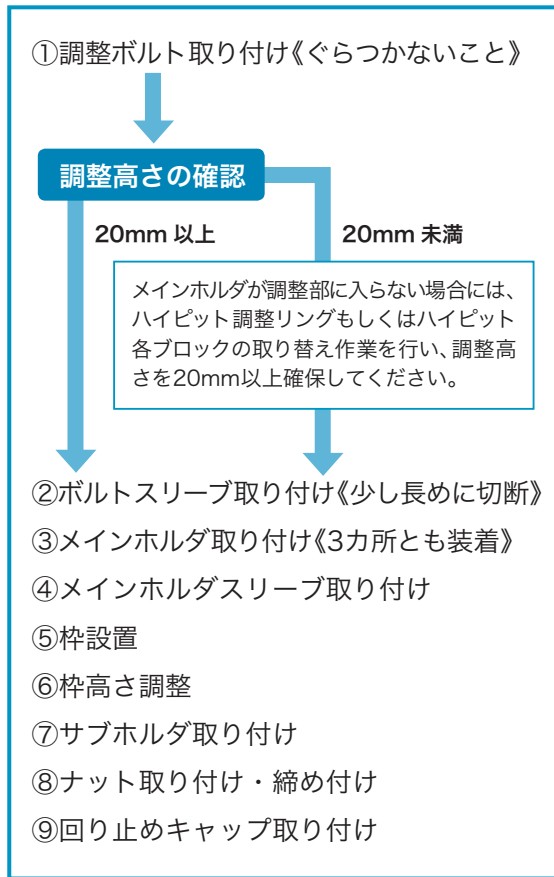 ①調整ボルト取り付け《ぐらつかないこと》
調整高さの確認
20mm 以上
20mm 未満
メインホルダが調整部に入らない場合には、
ハイピット調整リングもしくはハイピット
各ブロックの取り替え作業を行い、調整高
さを20mm以上確保してください。
②ボルトスリーブ取り付け《少し長めに切断》
③メインホルダ取り付け《3カ所とも装着》
④メインホルダスリーブ取り付け
⑤枠設置
⑥枠高さ調整
⑦サブホルダ取り付け
⑧ナット取り付け・締め付け
⑨回り止めキャップ取り付け